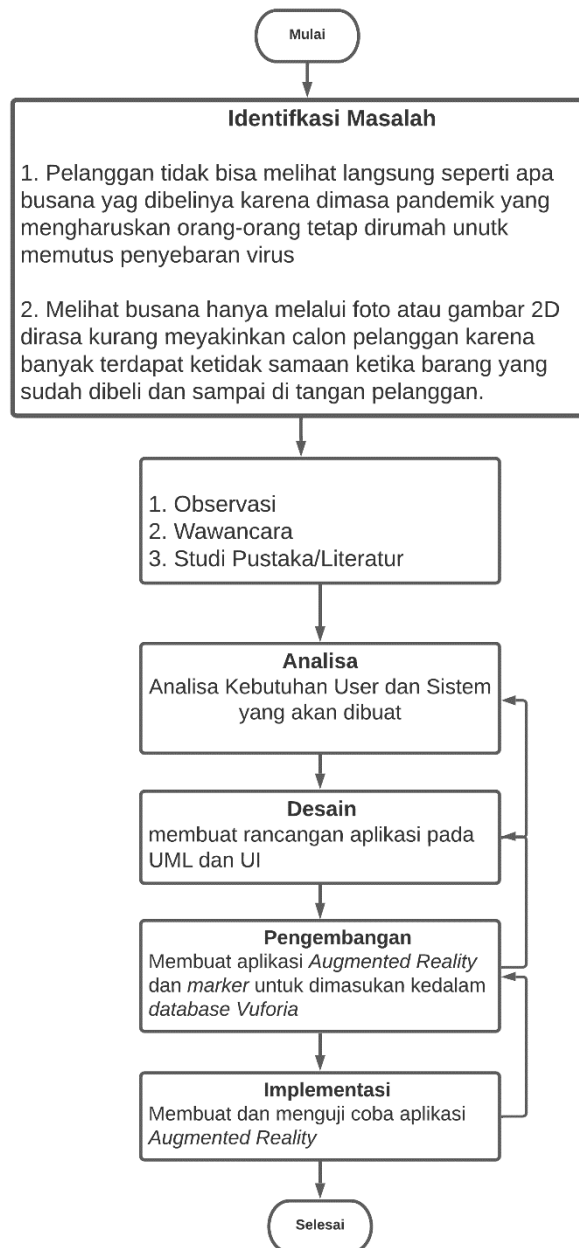 Mulai
Identifkasi Masalah
1. Pelanggan tidak bisa melihat langsung seperti apa
busana yag dibelinya karena dimasa pandemik yang
mengharuskan orang-orang tetap dirumah unutk
memutus penyebaran virus
2. Melihat busana hanya melalui foto atau gambar 2D
dirasa kurang meyakinkan calon pelanggan karena
banyak terdapat ketidak samaan ketika barang yang
sudah dibeli dan sampai di tangan pelanggan.
1. Observasi
2. Wawancara
3. Studi Pustaka/Literatur
Analisa
Analisa Kebutuhan User dan Sistem
yang akan dibuat
Desain
membuat rancangan aplikasi pada
UML dan UI
Pengembangan
Membuat aplikasi Augmented Reality
dan marker untuk dimasukan kedalam
database Vuforia
Implementasi
Membuat dan menguji coba aplikasi
Augmented Reality
Selesai